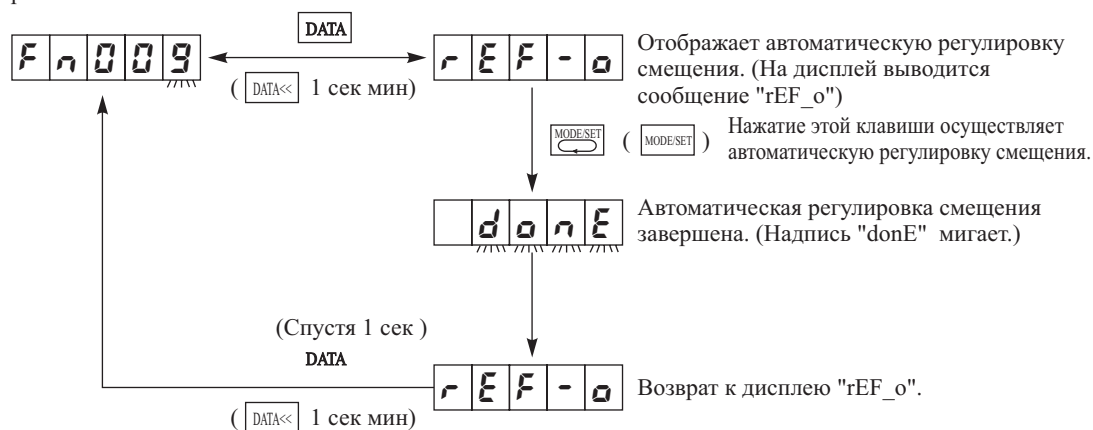 DATA
Fn009
( DATA<< 1 сек мин)
rEF-o
Отображает автоматическую регулировку
смещения. (На дисплей выводится
сообщение "rEF_o")
MODE/SET ( MODE/SET )
Нажатие этой клавиши осуществляет
автоматическую регулировку смещения.
donE
Автоматическая регулировка смещения
завершена. (Надпись "donE" мигает.)
(Спустя 1 сек )
DATA
( DATA<< 1 сек мин)
rEF-o
Возврат к дисплею "rEF_o".